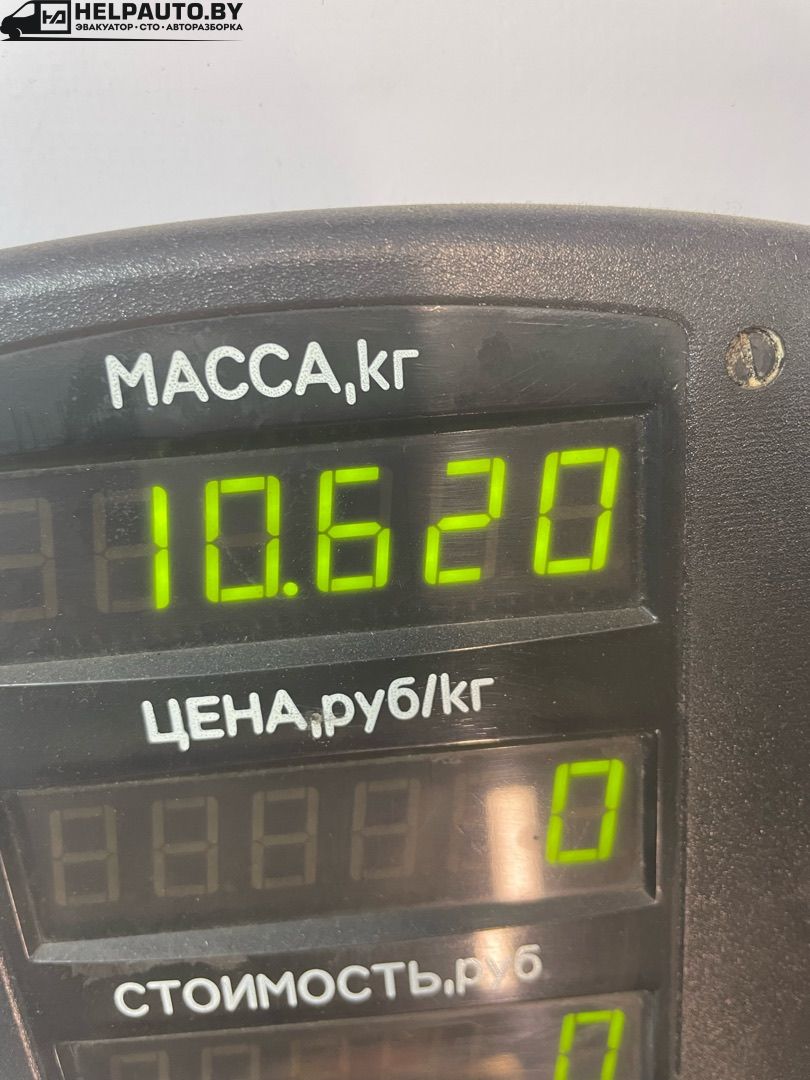 HELPAUTO.BY
ЭВАКУАТОР • СТО • АВТОРАЗБОРКА
МАССА,кг
10.620
ЦЕНА,руб/кг
0
СТОИМОСТЬ,руб
0